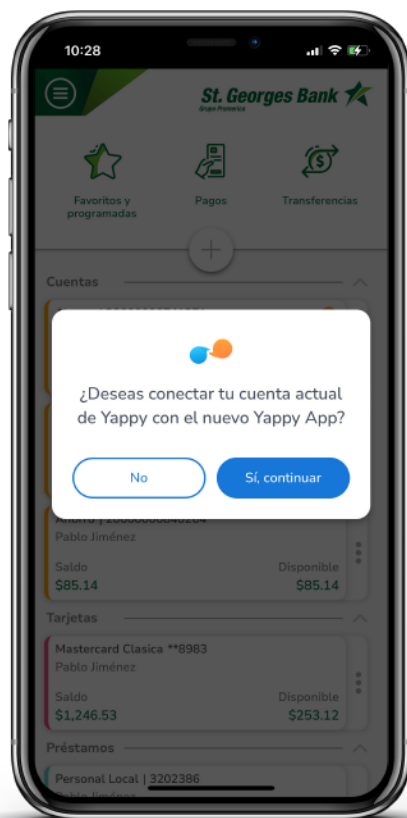 10:28
St. Georges Bank
Grupo Promerica
Favoritos y
programadas
Pagos
Transferencias
Cuentas
¿Deseas conectar tu cuenta actual
de Yappy con el nuevo Yappy App?
No
Sí, continuar
Pablo Jiménez
Saldo
Disponible
$85.14
$85.14
Tarjetas
Mastercard Clasica **8983
Pablo Jiménez
Saldo
Disponible
$1,246.53
$253.12
Préstamos
Personal Local | 3202386